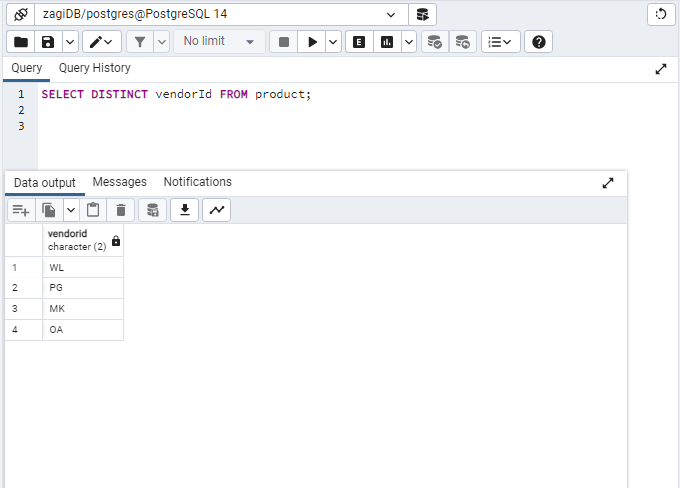 zagiDB/postgres@PostgreSQL 14
No limit
E
Query Query History
1 SELECT DISTINCT vendorId FROM product;
2
3
Data output Messages Notifications
vendorid
character (2)
1 WL
2 PG
3 MK
4 OA